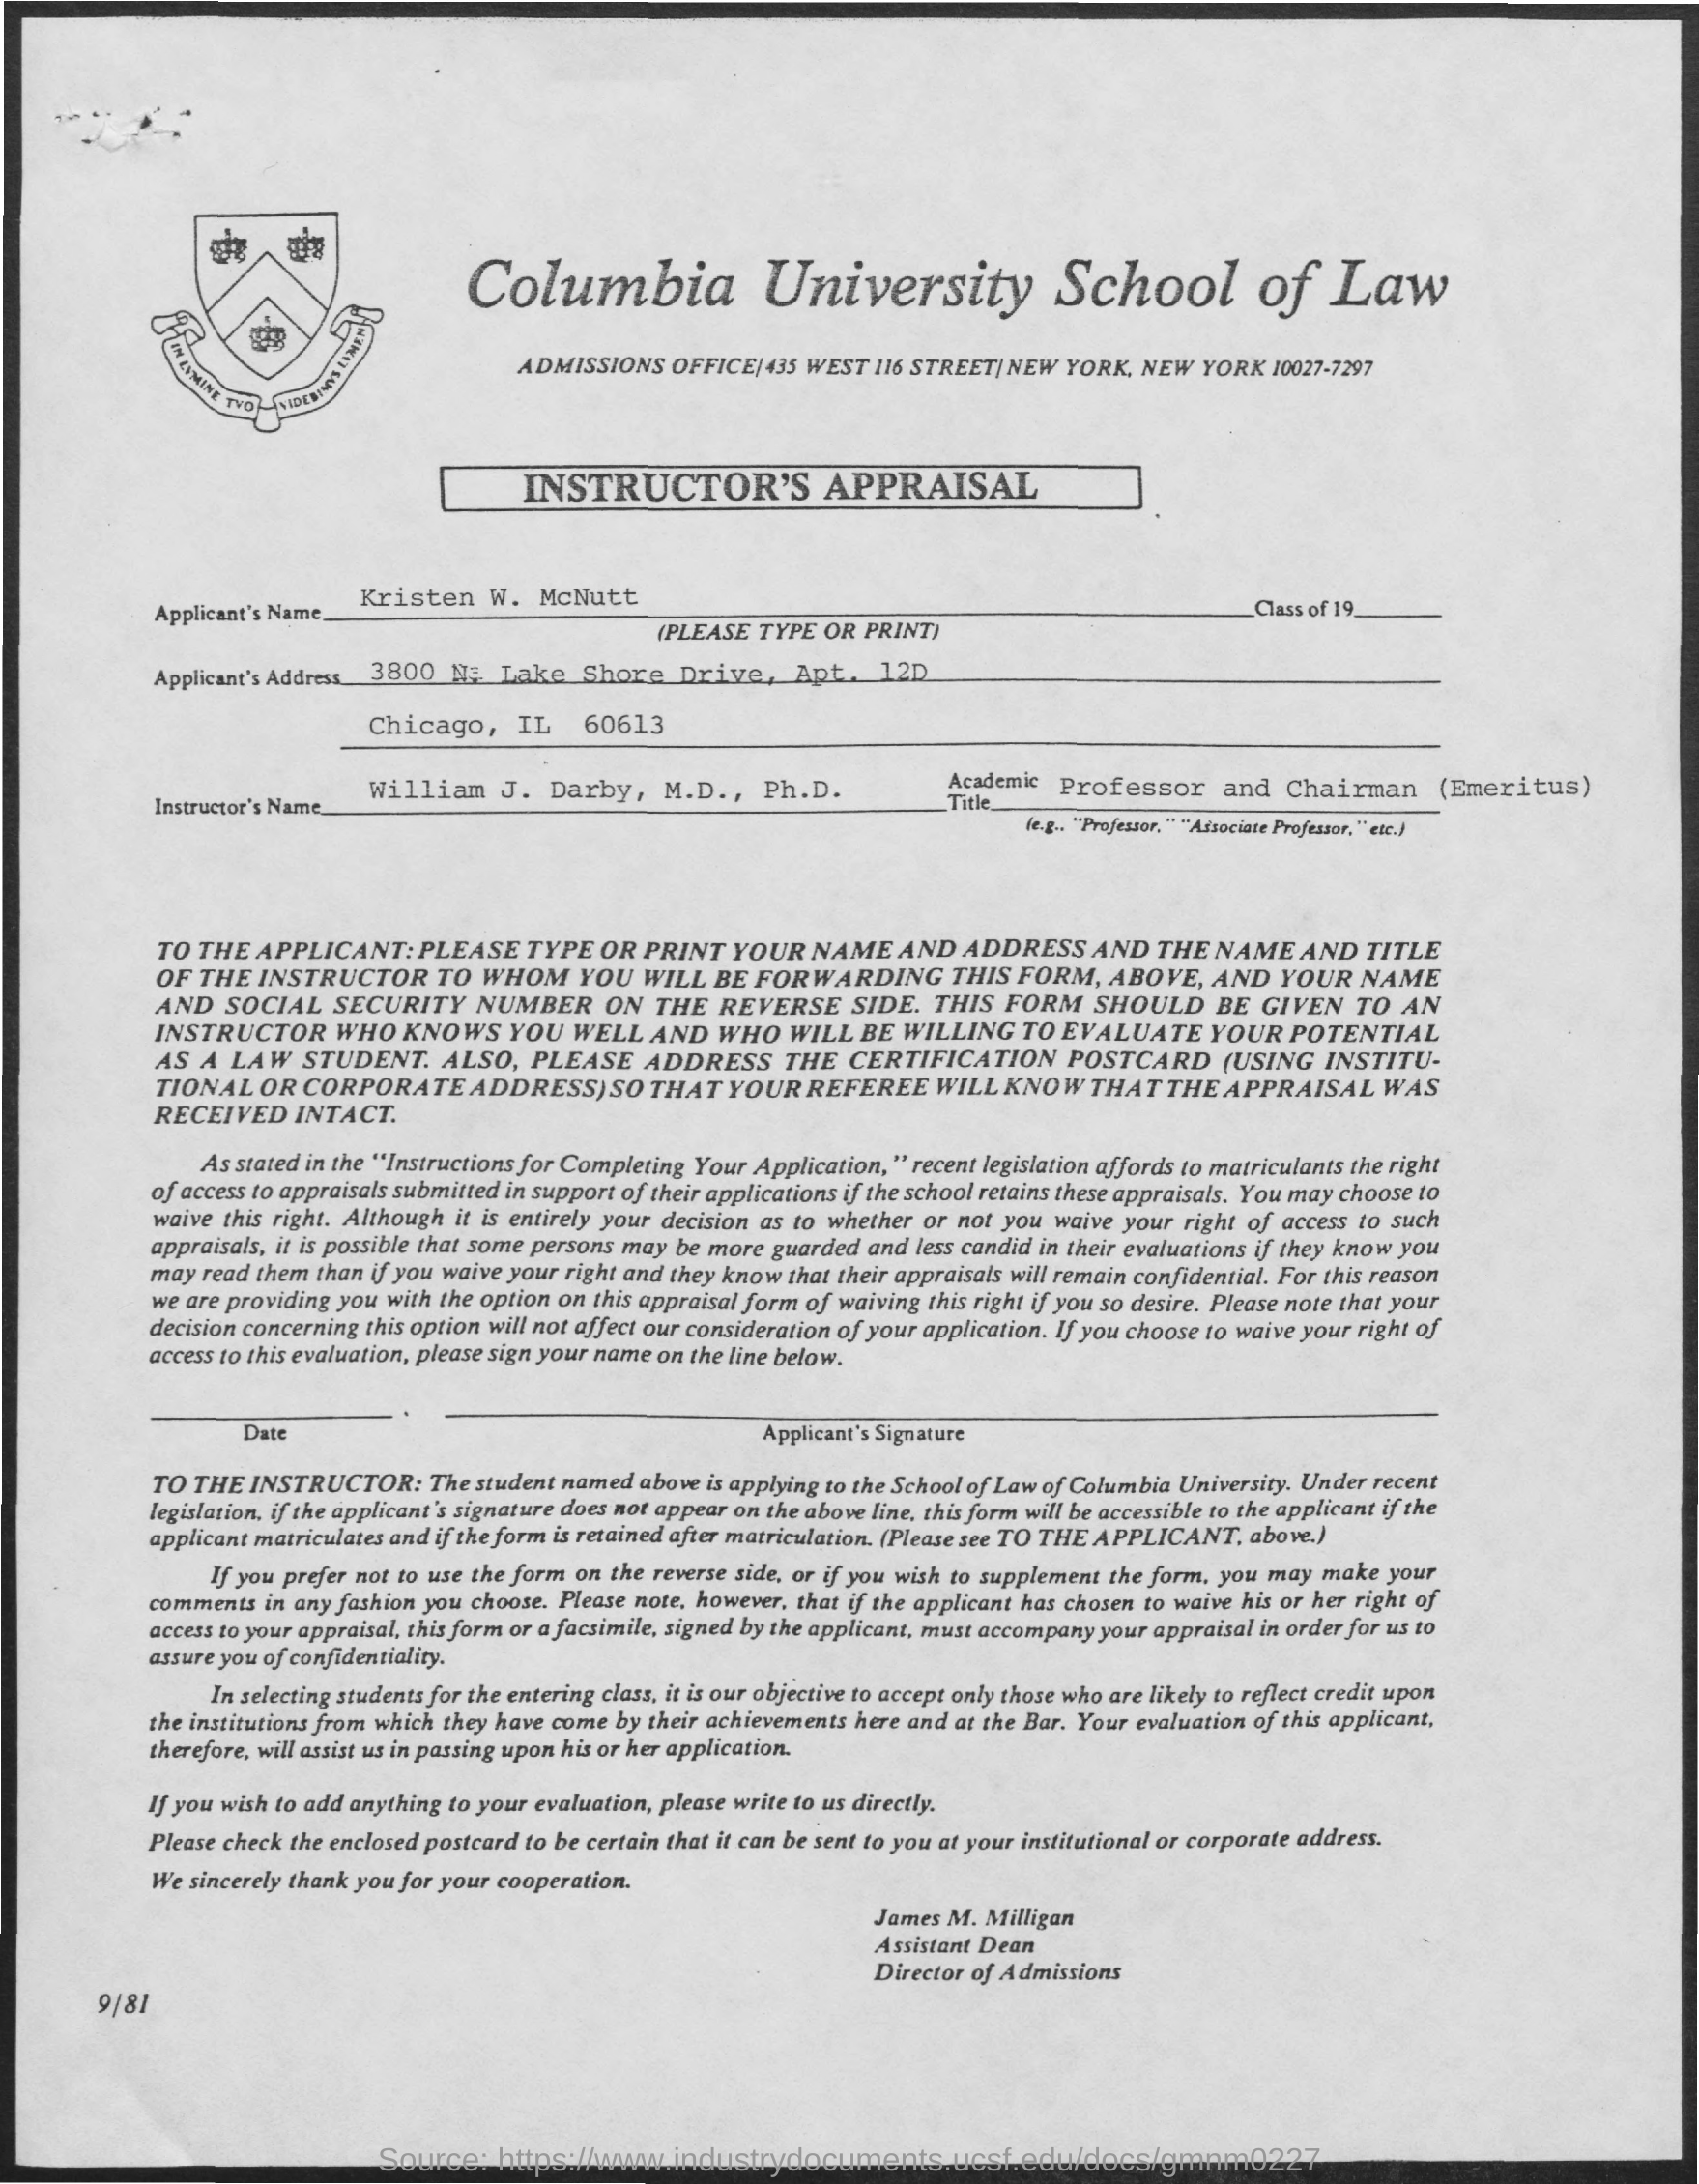 IN LVMINE TVO VIDEBIMVS LVMEN
Columbia University School of Law
ADMISSIONS OFFICE/435 WEST 116 STREET/NEW YORK, NEW YORK 10027-7297
INSTRUCTOR'S APPRAISAL
Applicant's Name Kristen W. McNutt Class of 19
(PLEASE TYPE OR PRINT)
Applicant's Address 3800 N. Lake Shore Drive, Apt. 12D
Chicago, IL 60613
Instructor's Name William J. Darby, M.D., Ph.D. Academic Title Professor and Chairman (Emeritus)
(e.g., "Professor," "Associate Professor," etc.)
TO THE APPLICANT: PLEASE TYPE OR PRINT YOUR NAME AND ADDRESS AND THE NAME AND TITLE
OF THE INSTRUCTOR TO WHOM YOU WILL BE FORWARDING THIS FORM, ABOVE, AND YOUR NAME
AND SOCIAL SECURITY NUMBER ON THE REVERSE SIDE. THIS FORM SHOULD BE GIVEN TO AN
INSTRUCTOR WHO KNOWS YOU WELL AND WHO WILL BE WILLING TO EVALUATE YOUR POTENTIAL
AS A LAW STUDENT. ALSO, PLEASE ADDRESS THE CERTIFICATION POSTCARD (USING INSTITU-
TIONAL OR CORPORATE ADDRESS) SO THAT YOUR REFEREE WILL KNOW THAT THE APPRAISAL WAS
RECEIVED INTACT.
As stated in the "Instructions for Completing Your Application," recent legislation affords to matriculants the right
of access to appraisals submitted in support of their applications if the school retains these appraisals. You may choose to
waive this right. Although it is entirely your decision as to whether or not you waive your right of access to such
appraisals, it is possible that some persons may be more guarded and less candid in their evaluations if they know you
may read them than if you waive your right and they know that their appraisals will remain confidential. For this reason
we are providing you with the option on this appraisal form of waiving this right if you so desire. Please note that your
decision concerning this option will not affect our consideration of your application. If you choose to waive your right of
access to this evaluation, please sign your name on the line below.
Date Applicant's Signature
TO THE INSTRUCTOR: The student named above is applying to the School of Law of Columbia University. Under recent
legislation, if the applicant's signature does not appear on the above line, this form will be accessible to the applicant if the
applicant matriculates and if the form is retained after matriculation. (Please see TO THE APPLICANT, above.)
If you prefer not to use the form on the reverse side, or if you wish to supplement the form, you may make your
comments in any fashion you choose. Please note, however, that if the applicant has chosen to waive his or her right of
access to your appraisal, this form or a facsimile, signed by the applicant, must accompany your appraisal in order for us to
assure you of confidentiality.
In selecting students for the entering class, it is our objective to accept only those who are likely to reflect credit upon
the institutions from which they have come by their achievements here and at the Bar. Your evaluation of this applicant,
therefore, will assist us in passing upon his or her application.
If you wish to add anything to your evaluation, please write to us directly.
Please check the enclosed postcard to be certain that it can be sent to you at your institutional or corporate address.
We sincerely thank you for your cooperation.
James M. Milligan
Assistant Dean
Director of Admissions
9/81
Source: https://www.industrydocuments.ucsf.edu/docs/gmnm0227